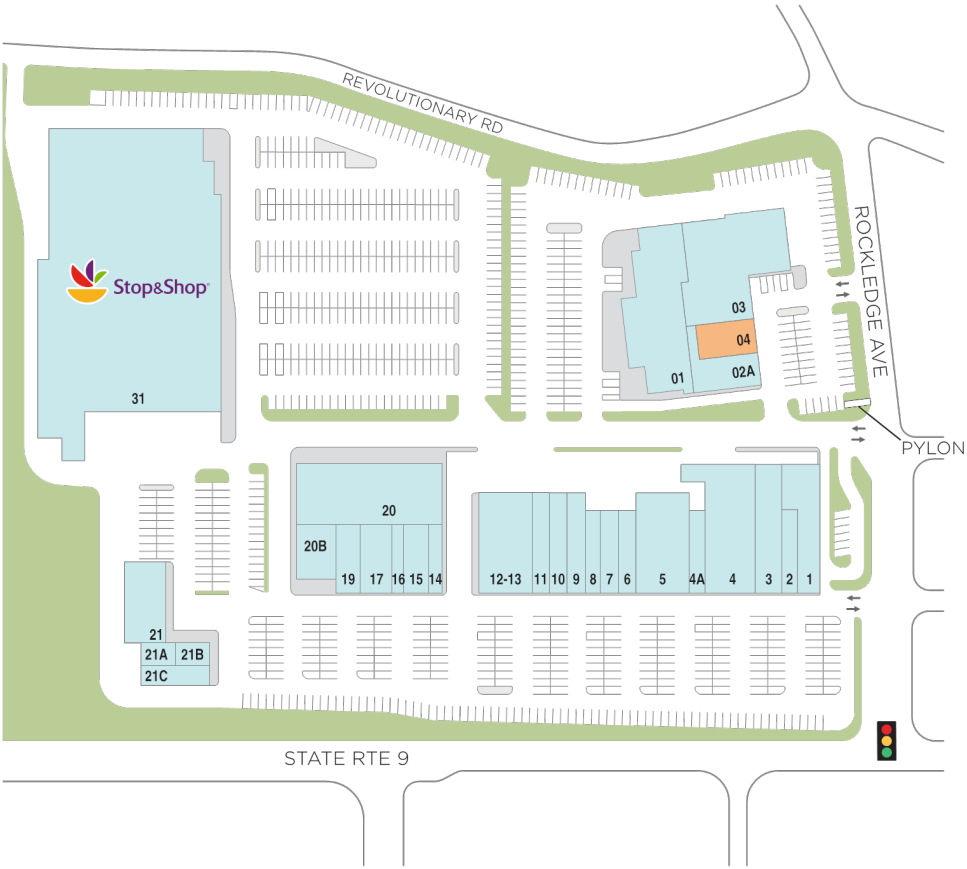 REVOLUTIONARY RD
ROCKLEDGE AVE
Stop&Shop
31
03
04
02A
01
PYLON
20
20B
19
17
16
15
14
12-13
11
10
9
8
7
6
5
4A
4
3
2
1
21
21A
21B
21C
STATE RTE 9